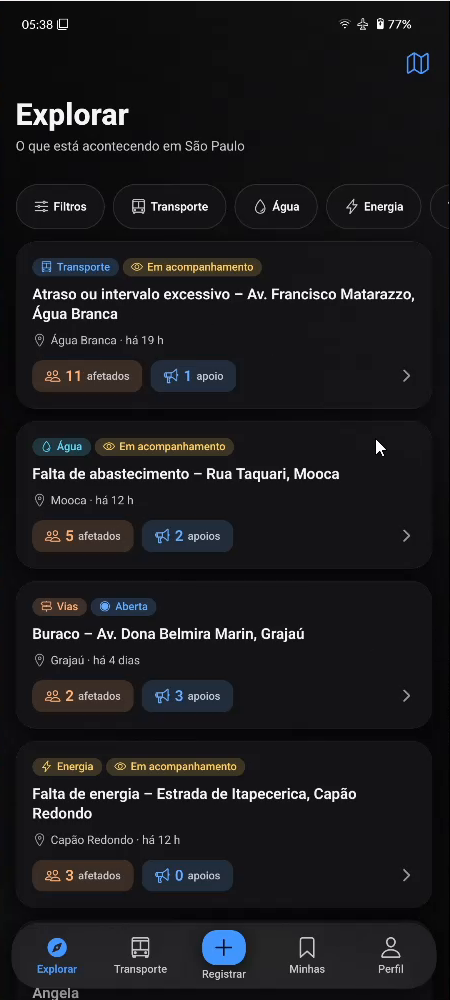 05:38 77%
Explorar
O que está acontecendo em São Paulo
Filtros Transporte Água Energia
Transporte Em acompanhamento
Atraso ou intervalo excessivo – Av. Francisco Matarazzo,
Água Branca
Água Branca · há 19 h
11 afetados 1 apoio
Água Em acompanhamento
Falta de abastecimento – Rua Taquari, Mooca
Mooca · há 12 h
5 afetados 2 apoios
Vias Aberta
Buraco – Av. Dona Belmira Marin, Grajaú
Grajaú · há 4 dias
2 afetados 3 apoios
Energia Em acompanhamento
Falta de energia – Estrada de Itapecerica, Capão
Redondo
Capão Redondo · há 12 h
3 afetados 0 apoios
Explorar Transporte Registrar Minhas Perfil
Angela